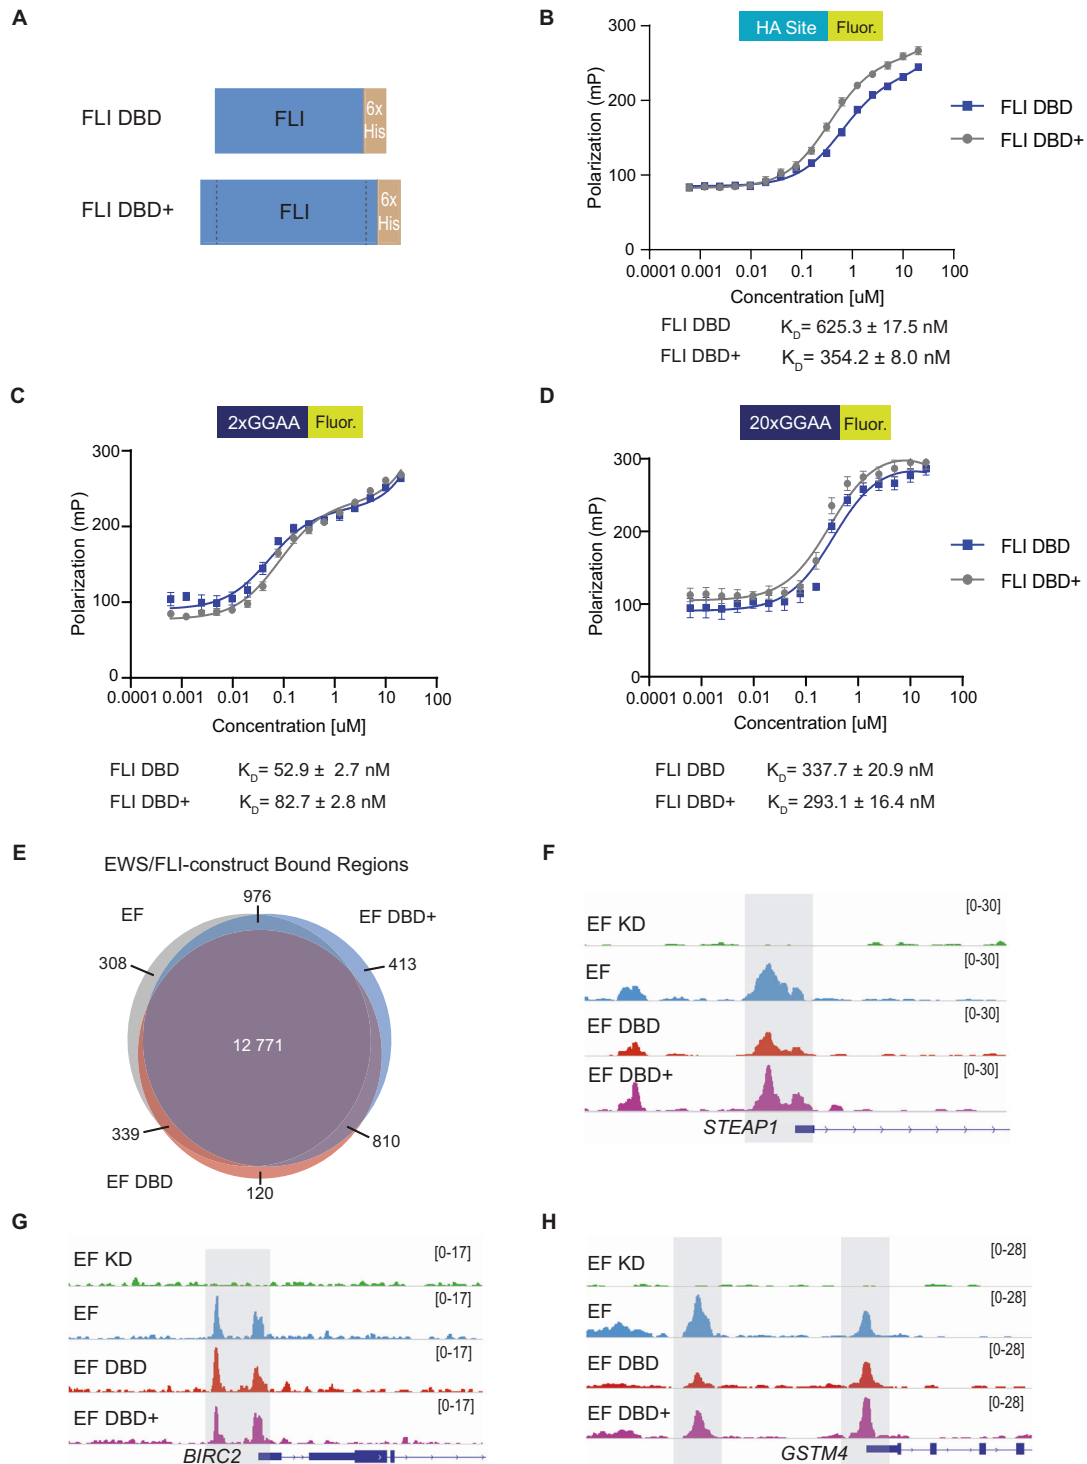 A
FLI DBD
FLI
6x
His
FLI DBD+
FLI
6x
His
B
HA Site
Fluor.
300
200
100
0
Polarization (mP)
0.0001 0.001 0.01 0.1 1 10 100
Concentration [uM]
FLI DBD
FLI DBD+
FLI DBD KD= 625.3 ± 17.5 nM
FLI DBD+ KD= 354.2 ± 8.0 nM
C
2xGGAA
Fluor.
300
200
100
0
Polarization (mP)
0.0001 0.001 0.01 0.1 1 10 100
Concentration [uM]
FLI DBD KD= 52.9 ± 2.7 nM
FLI DBD+ KD= 82.7 ± 2.8 nM
D
20xGGAA
Fluor.
300
200
100
0
Polarization (mP)
0.0001 0.001 0.01 0.1 1 10 100
Concentration [uM]
FLI DBD
FLI DBD+
FLI DBD KD= 337.7 ± 20.9 nM
FLI DBD+ KD= 293.1 ± 16.4 nM
E
EWS/FLI-construct Bound Regions
976
EF
EF DBD+
308
413
12 771
339
810
EF DBD
120
F
EF KD [0-30]
EF [0-30]
EF DBD [0-30]
EF DBD+ [0-30]
STEAP1
G
EF KD [0-17]
EF [0-17]
EF DBD [0-17]
EF DBD+ [0-17]
BIRC2
H
EF KD [0-28]
EF [0-28]
EF DBD [0-28]
EF DBD+ [0-28]
GSTM4